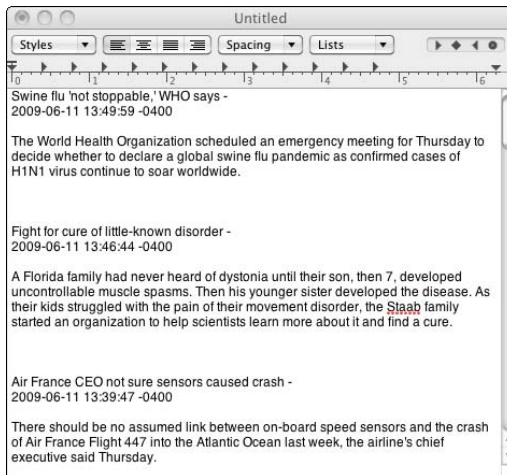 Untitled
Styles Spacing Lists
0 1 2 3 4 5 6
Swine flu 'not stoppable,' WHO says -
2009-06-11 13:49:59 -0400
The World Health Organization scheduled an emergency meeting for Thursday to
decide whether to declare a global swine flu pandemic as confirmed cases of
H1N1 virus continue to soar worldwide.
Fight for cure of little-known disorder -
2009-06-11 13:46:44 -0400
A Florida family had never heard of dystonia until their son, then 7, developed
uncontrollable muscle spasms. Then his younger sister developed the disease. As
their kids struggled with the pain of their movement disorder, the Staab family
started an organization to help scientists learn more about it and find a cure.
Air France CEO not sure sensors caused crash -
2009-06-11 13:39:47 -0400
There should be no assumed link between on-board speed sensors and the crash
of Air France Flight 447 into the Atlantic Ocean last week, the airline's chief
executive said Thursday.